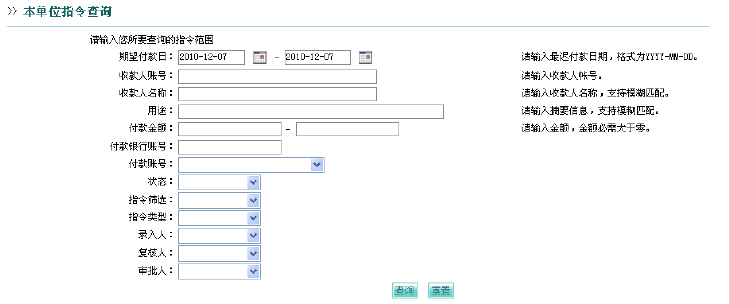 >> 本单位指令查询
请输入您所要查询的指令范围
期望付款日: 2010-12-07 - 2010-12-07 请输入最迟付款日期,格式为YYYY-MM-DD。
收款人账号: 请输入收款人帐号。
收款人名称: 请输入收款人名称,支持模糊匹配。
用途: 请输入摘要信息,支持模糊匹配。
付款金额: - 请输入金额,金额必需大于零。
付款银行账号:
付款账号:
状态:
指令筛选:
指令类型:
录入人:
复核人:
审批人:
查询 重置